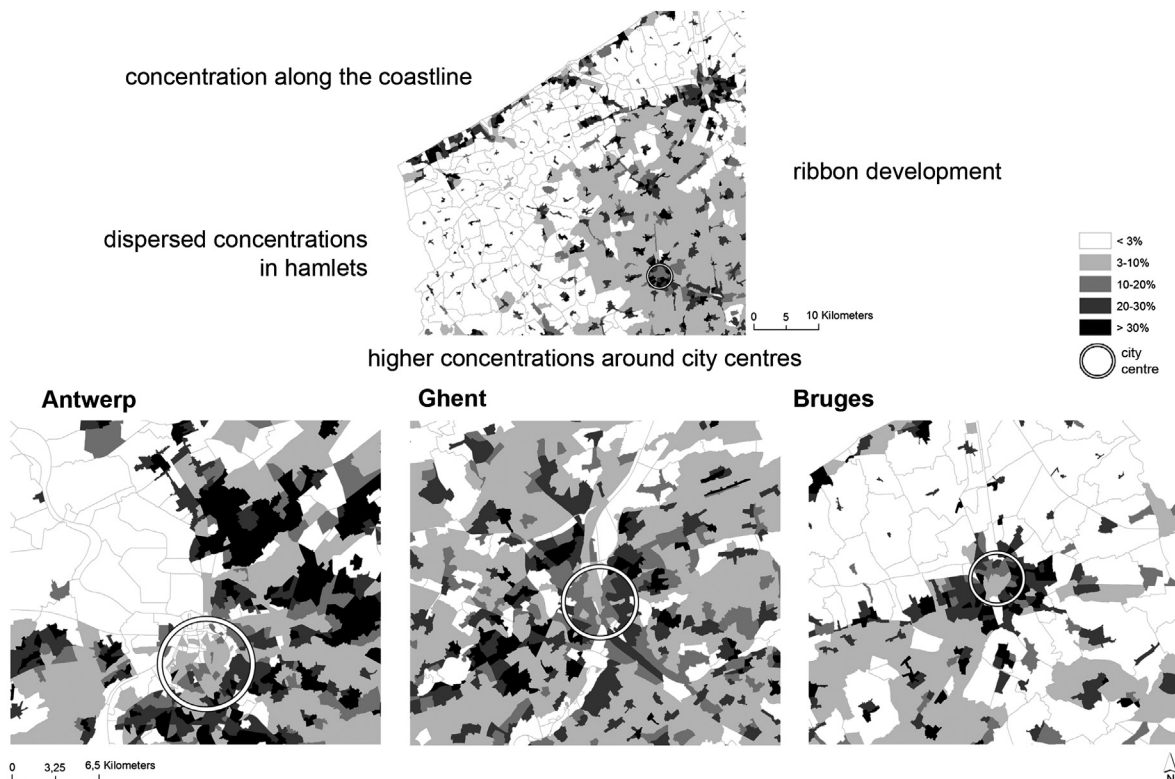 concentration along the coastline
ribbon development
dispersed concentrations
in hamlets
< 3%
3-10%
10-20%
20-30%
> 30%
city
centre
0 5 10 Kilometers
higher concentrations around city centres
Antwerp
Ghent
Bruges
0 3,25 6,5 Kilometers
N